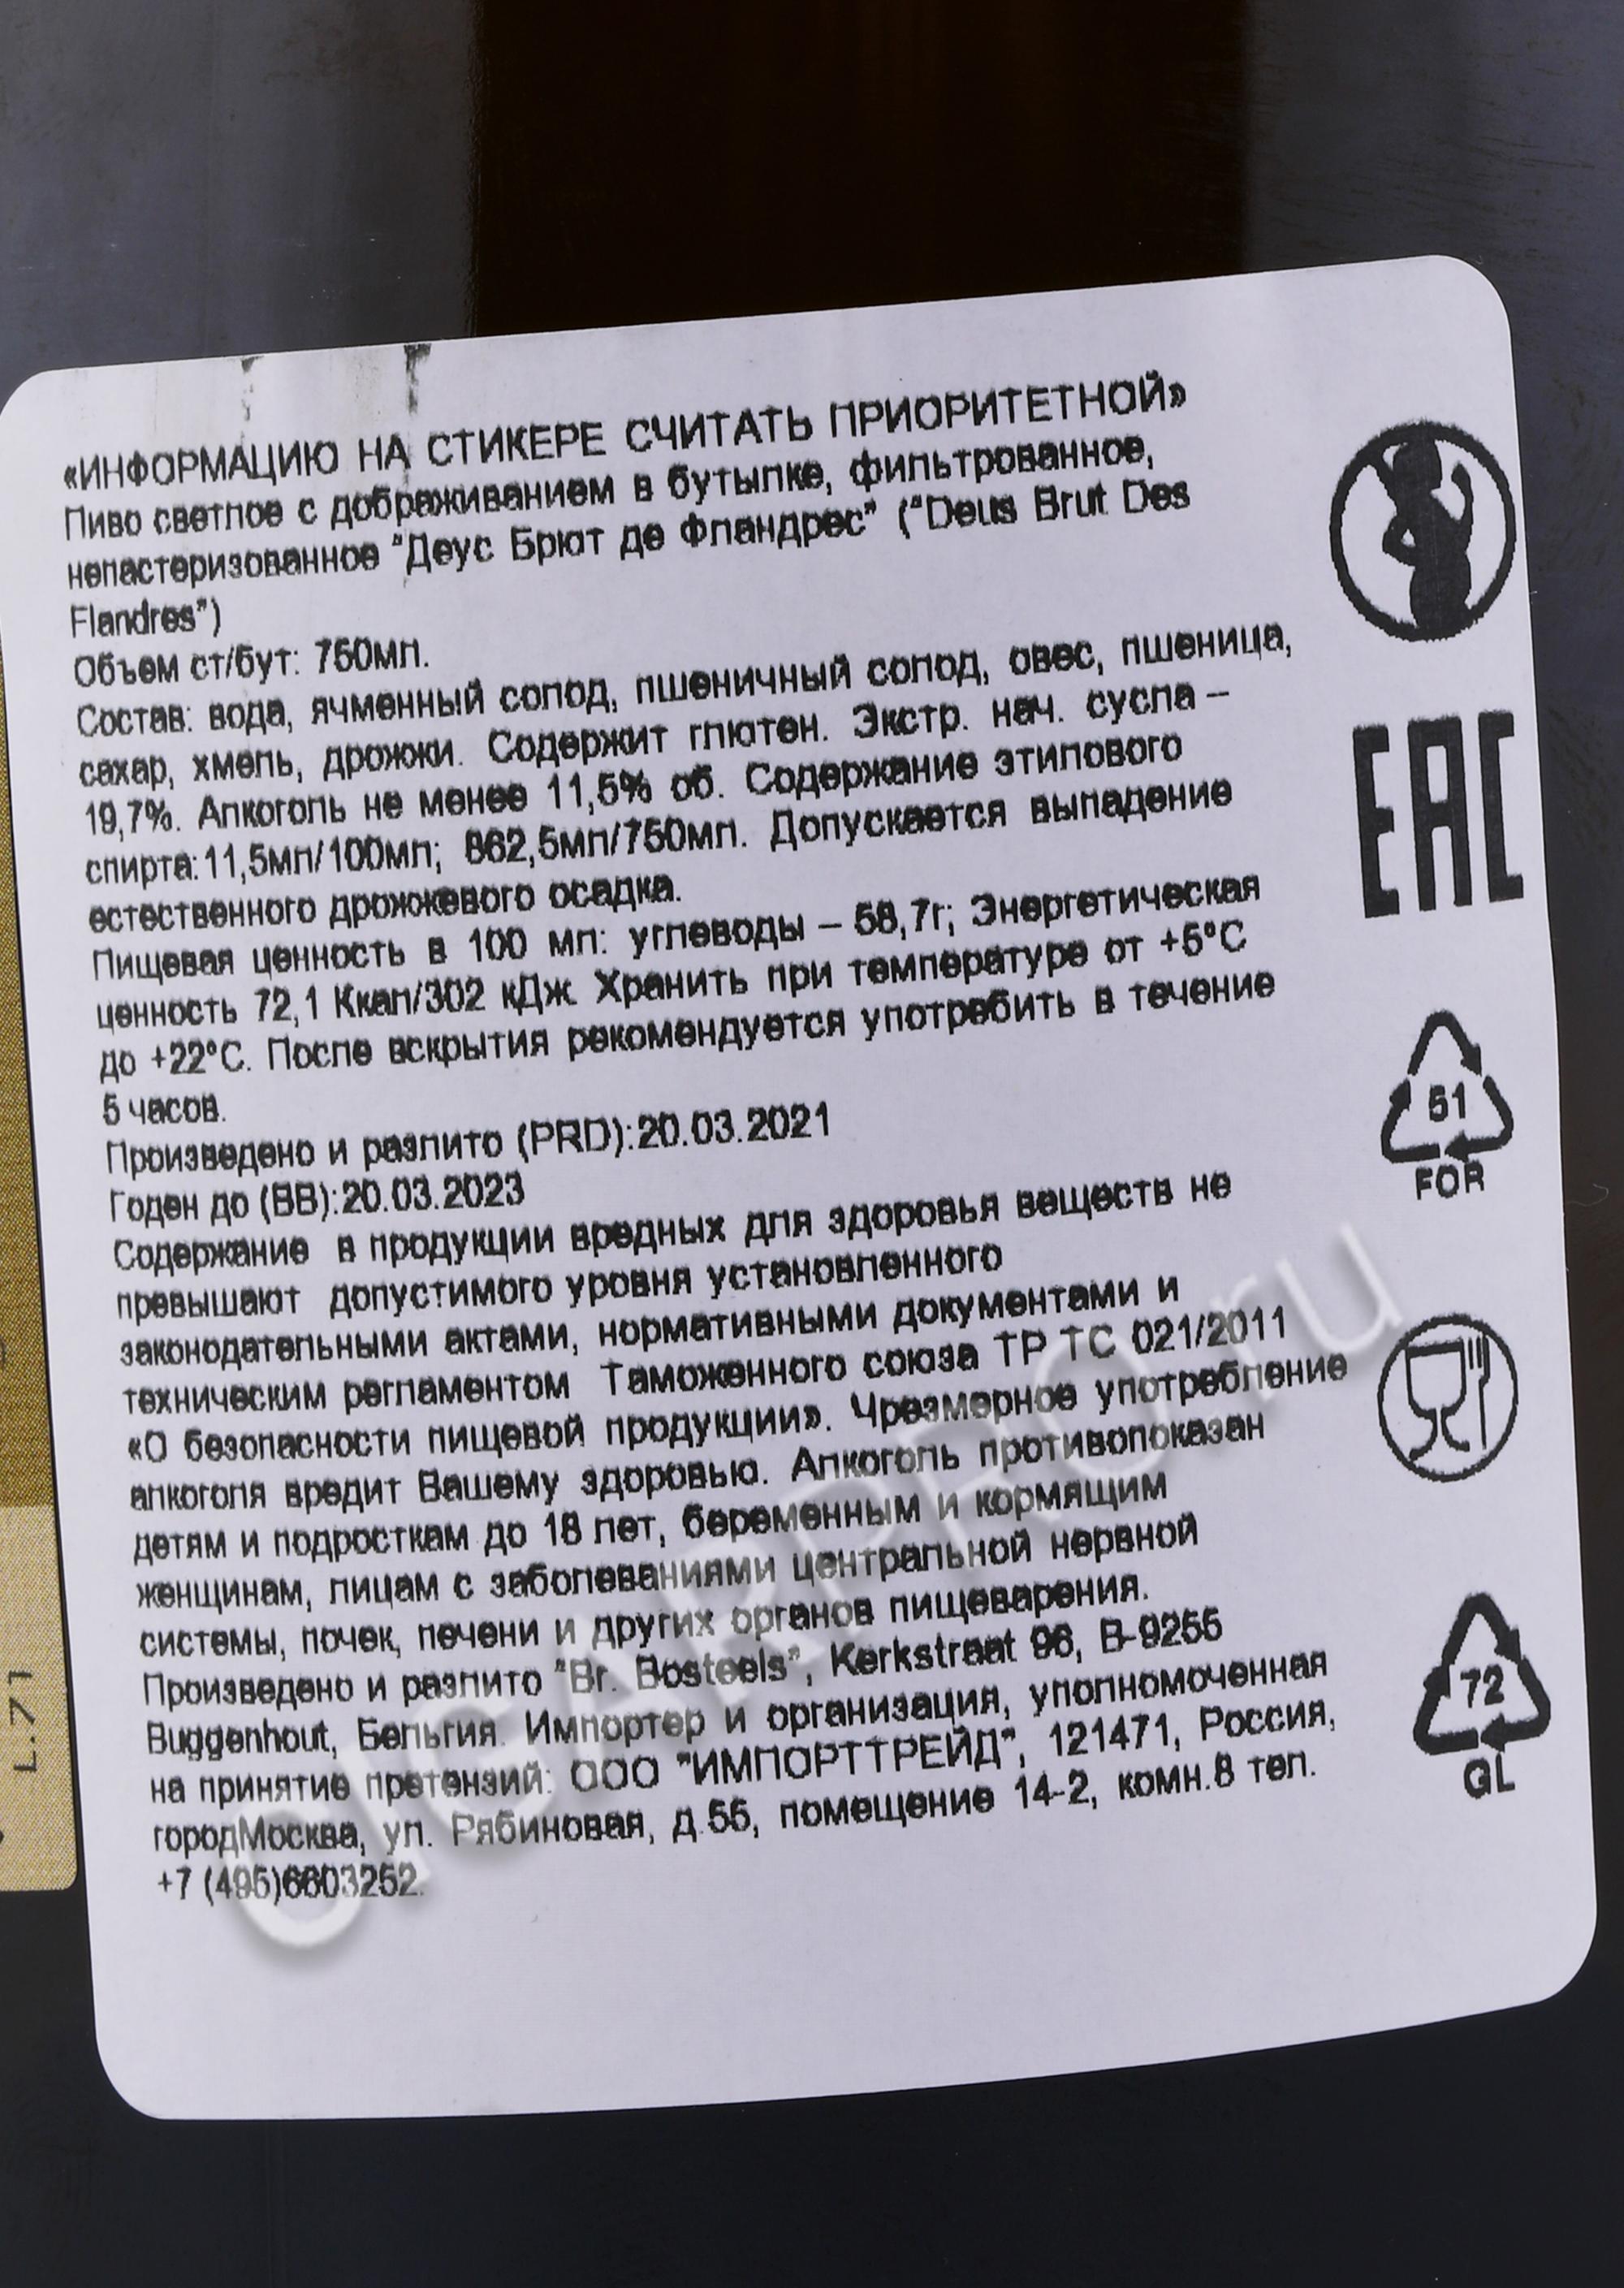 «ИНФОРМАЦИЮ НА СТИКЕРЕ СЧИТАТЬ ПРИОРИТЕТНОЙ»
Пиво светлое с дображиванием в бутылке, фильтрованное,
непастеризованное "Деус Брют де Фландрес" ("Deus Brut Des
Flandres")
Объем ст/бут: 750мл.
Состав: вода, ячменный солод, пшеничный солод, овес, пшеница,
сахар, хмель, дрожжи. Содержит глютен. Экстр. нач. сусла –
19,7%. Алкоголь не менее 11,5% об. Содержание этилового
спирта:11,5мл/100мл; 862,5мл/750мл. Допускается выпадение
естественного дрожжевого осадка.
Пищевая ценность в 100 мл: углеводы – 58,7г; Энергетическая
ценность 72,1 Ккал/302 кДж. Хранить при температуре от +5°С
до +22°С. После вскрытия рекомендуется употребить в течение
5 часов.
Произведено и разлито (PRD):20.03.2021
Годен до (BB):20.03.2023
Содержание в продукции вредных для здоровья веществ не
превышают допустимого уровня установленного
законодательными актами, нормативными документами и
техническим регламентом Таможенного союза ТР ТС 021/2011
«О безопасности пищевой продукции». Чрезмерное употребление
алкоголя вредит Вашему здоровью. Алкоголь противопоказан
детям и подросткам до 18 лет, беременным и кормящим
женщинам, лицам с заболеваниями центральной нервной
системы, почек, печени и других органов пищеварения.
Произведено и разлито "Br. Bosteels", Kerkstraat 96, B-9255
Buggenhout, Бельгия. Импортер и организация, уполномоченная
на принятие претензий: ООО "ИМПОРТТРЕЙД", 121471, Россия,
городМосква, ул. Рябиновая, д.55, помещение 14-2, комн.8 тел.
+7 (495)6603252.
EAC
51
FOR
72
GL
L.71
CIGARPRO.ru